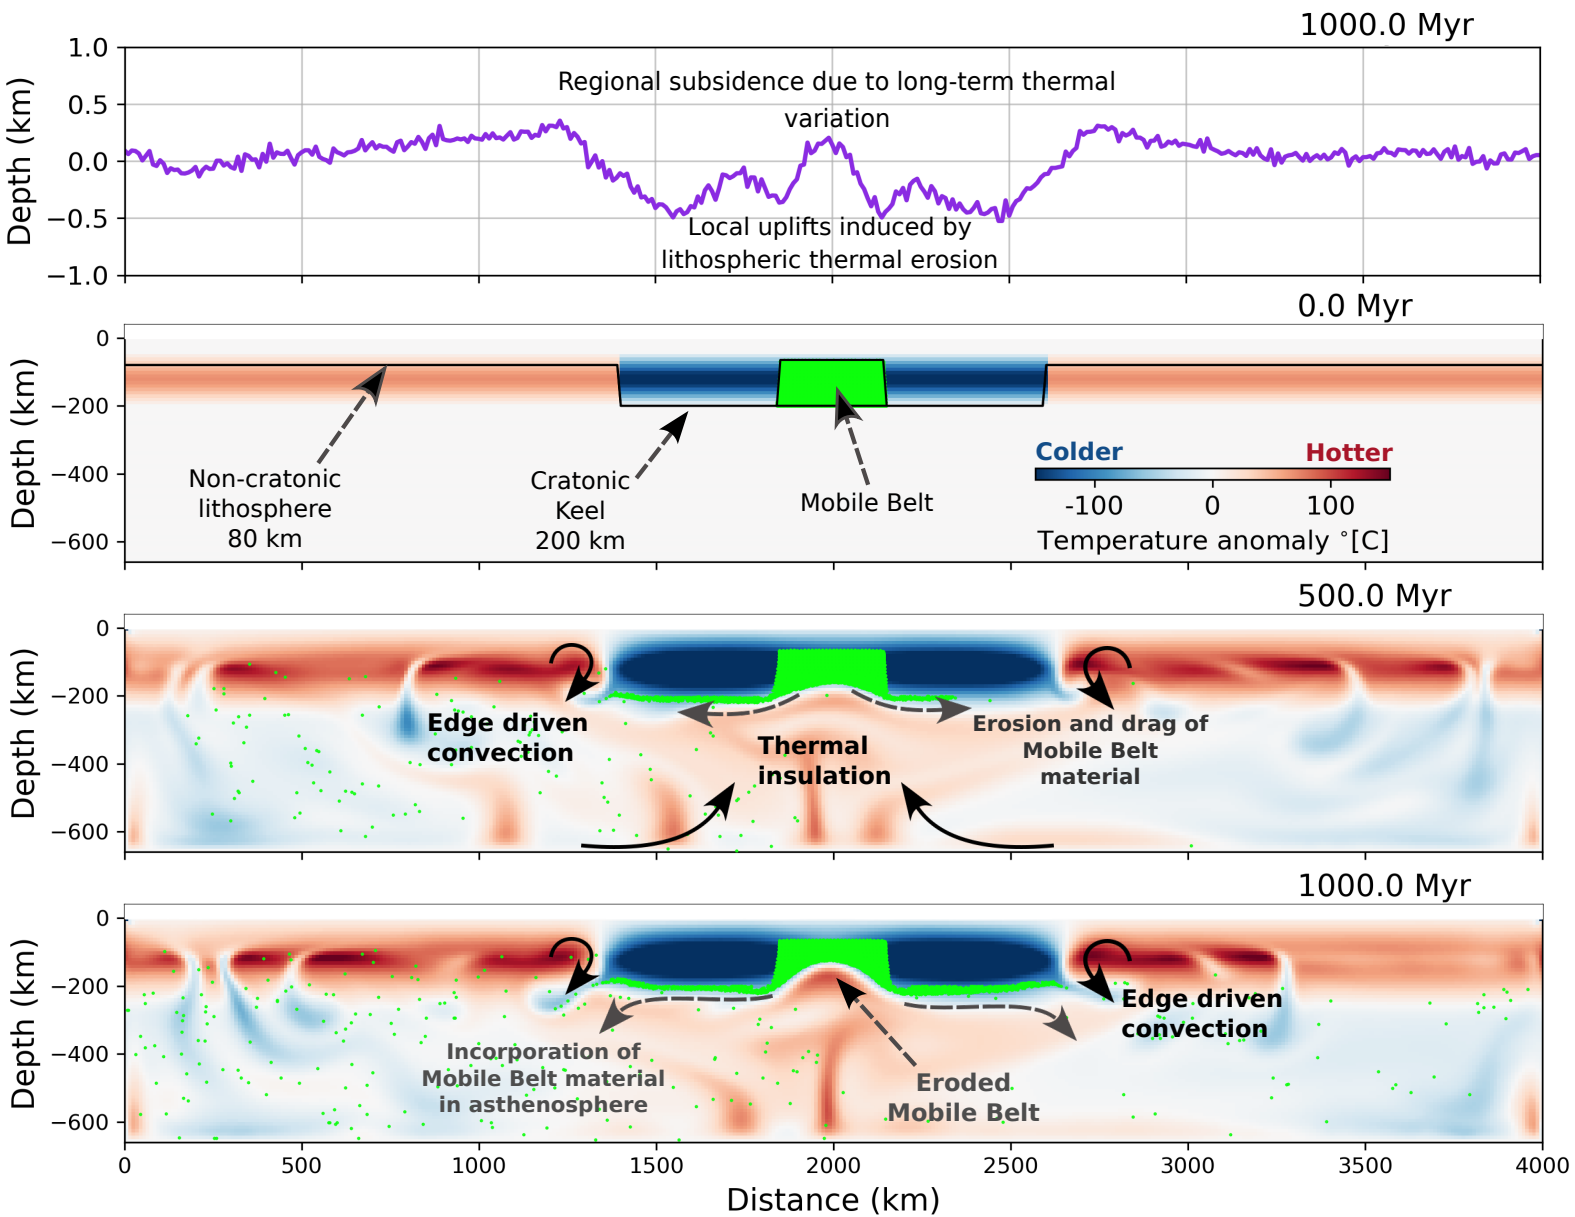 1000.0 Myr
1.0
0.5
0.0
−0.5
−1.0
Depth (km)
Regional subsidence due to long-term thermal
variation
Local uplifts induced by
lithospheric thermal erosion
0.0 Myr
0
−200
−400
−600
Depth (km)
Non-cratonic
lithosphere
80 km
Cratonic
Keel
200 km
Mobile Belt
Colder
Hotter
-100
0
100
Temperature anomaly °[C]
500.0 Myr
0
−200
−400
−600
Depth (km)
Edge driven
convection
Thermal
insulation
Erosion and drag of
Mobile Belt
material
1000.0 Myr
0
−200
−400
−600
Depth (km)
Incorporation of
Mobile Belt material
in asthenosphere
Eroded
Mobile Belt
Edge driven
convection
0
500
1000
1500
2000
2500
3000
3500
4000
Distance (km)